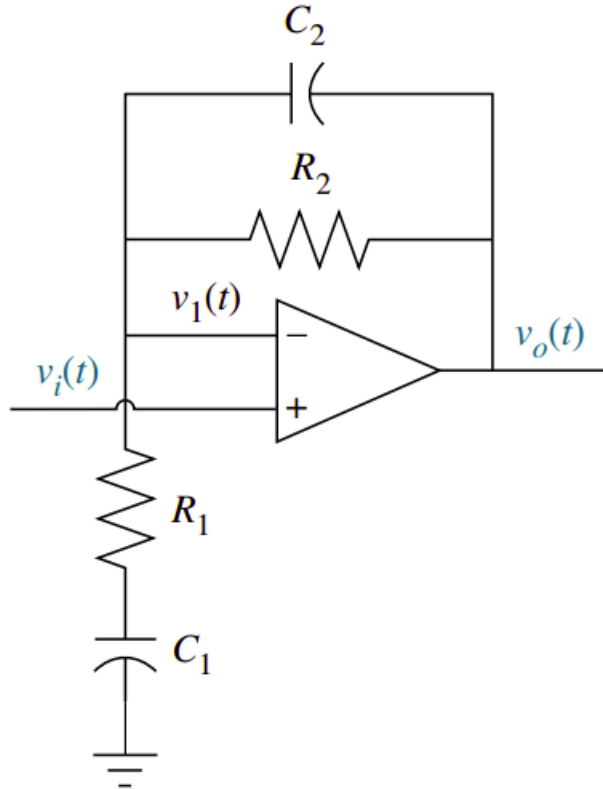 C₂
R₂
v₁(t)
−
vₒ(t)
vᵢ(t)
+
R₁
C₁